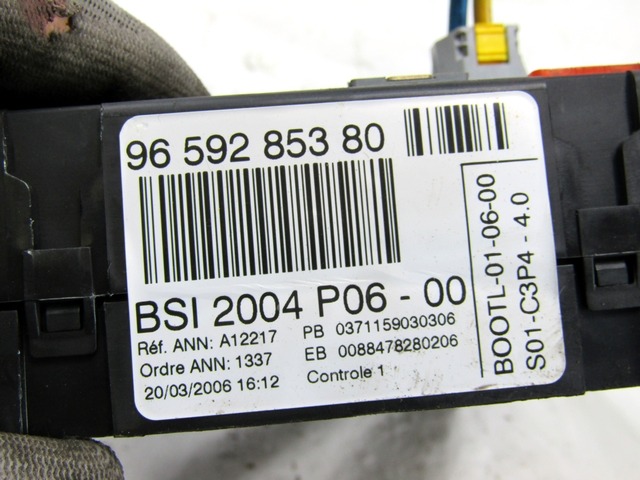 96 592 853 80
BSI 2004 P06 - 00
Réf. ANN: A12217 PB 0371159030306
Ordre ANN: 1337 EB 0088478280206
20/03/2006 16:12 Controle 1
BOOTL-01-06-00
S01-C3P4 - 4.0